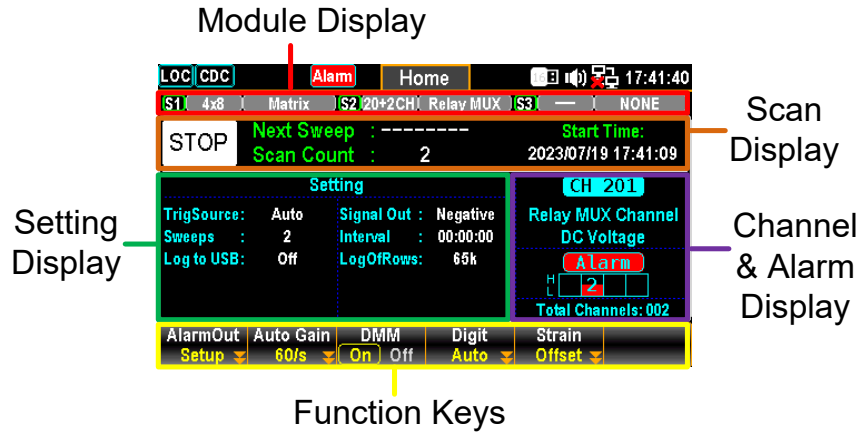 Module Display
LOC CDC Alarm Home 17:41:40
S1 4x8 Matrix S2 20+2CH Relay MUX S3 — NONE
STOP Next Sweep : -------- Start Time:
Scan Count : 2 2023/07/19 17:41:09
Scan
Display
Setting
TrigSource: Auto Signal Out : Negative
Sweeps : 2 Interval : 00:00:00
Log to USB: Off LogOfRows: 65k
CH 201
Relay MUX Channel
DC Voltage
Alarm
H
L 2
Total Channels: 002
Setting
Display
Channel
& Alarm
Display
AlarmOut Auto Gain DMM Digit Strain
Setup 60/s On Off Auto Offset
Function Keys